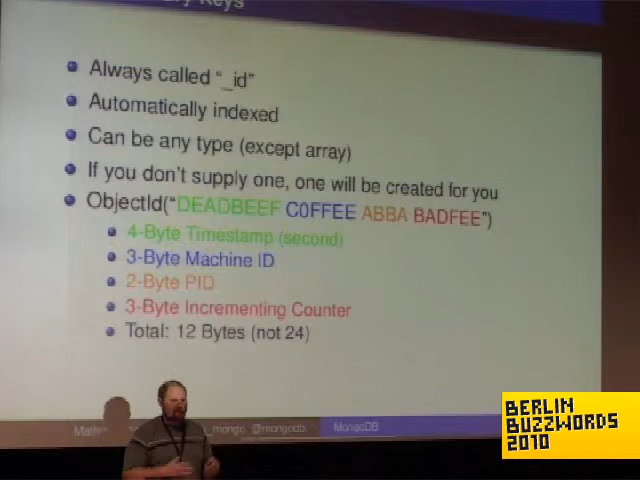 Keys
Always called "_id"
Automatically indexed
Can be any type (except array)
If you don't supply one, one will be created for you
ObjectId("DEADBEEF C0FFEE ABBA BADFEE")
4-Byte Timestamp (second)
3-Byte Machine ID
2-Byte PID
3-Byte Incrementing Counter
Total: 12 Bytes (not 24)
@mongodb MongoDB
BERLIN
BUZZWORDS
2010